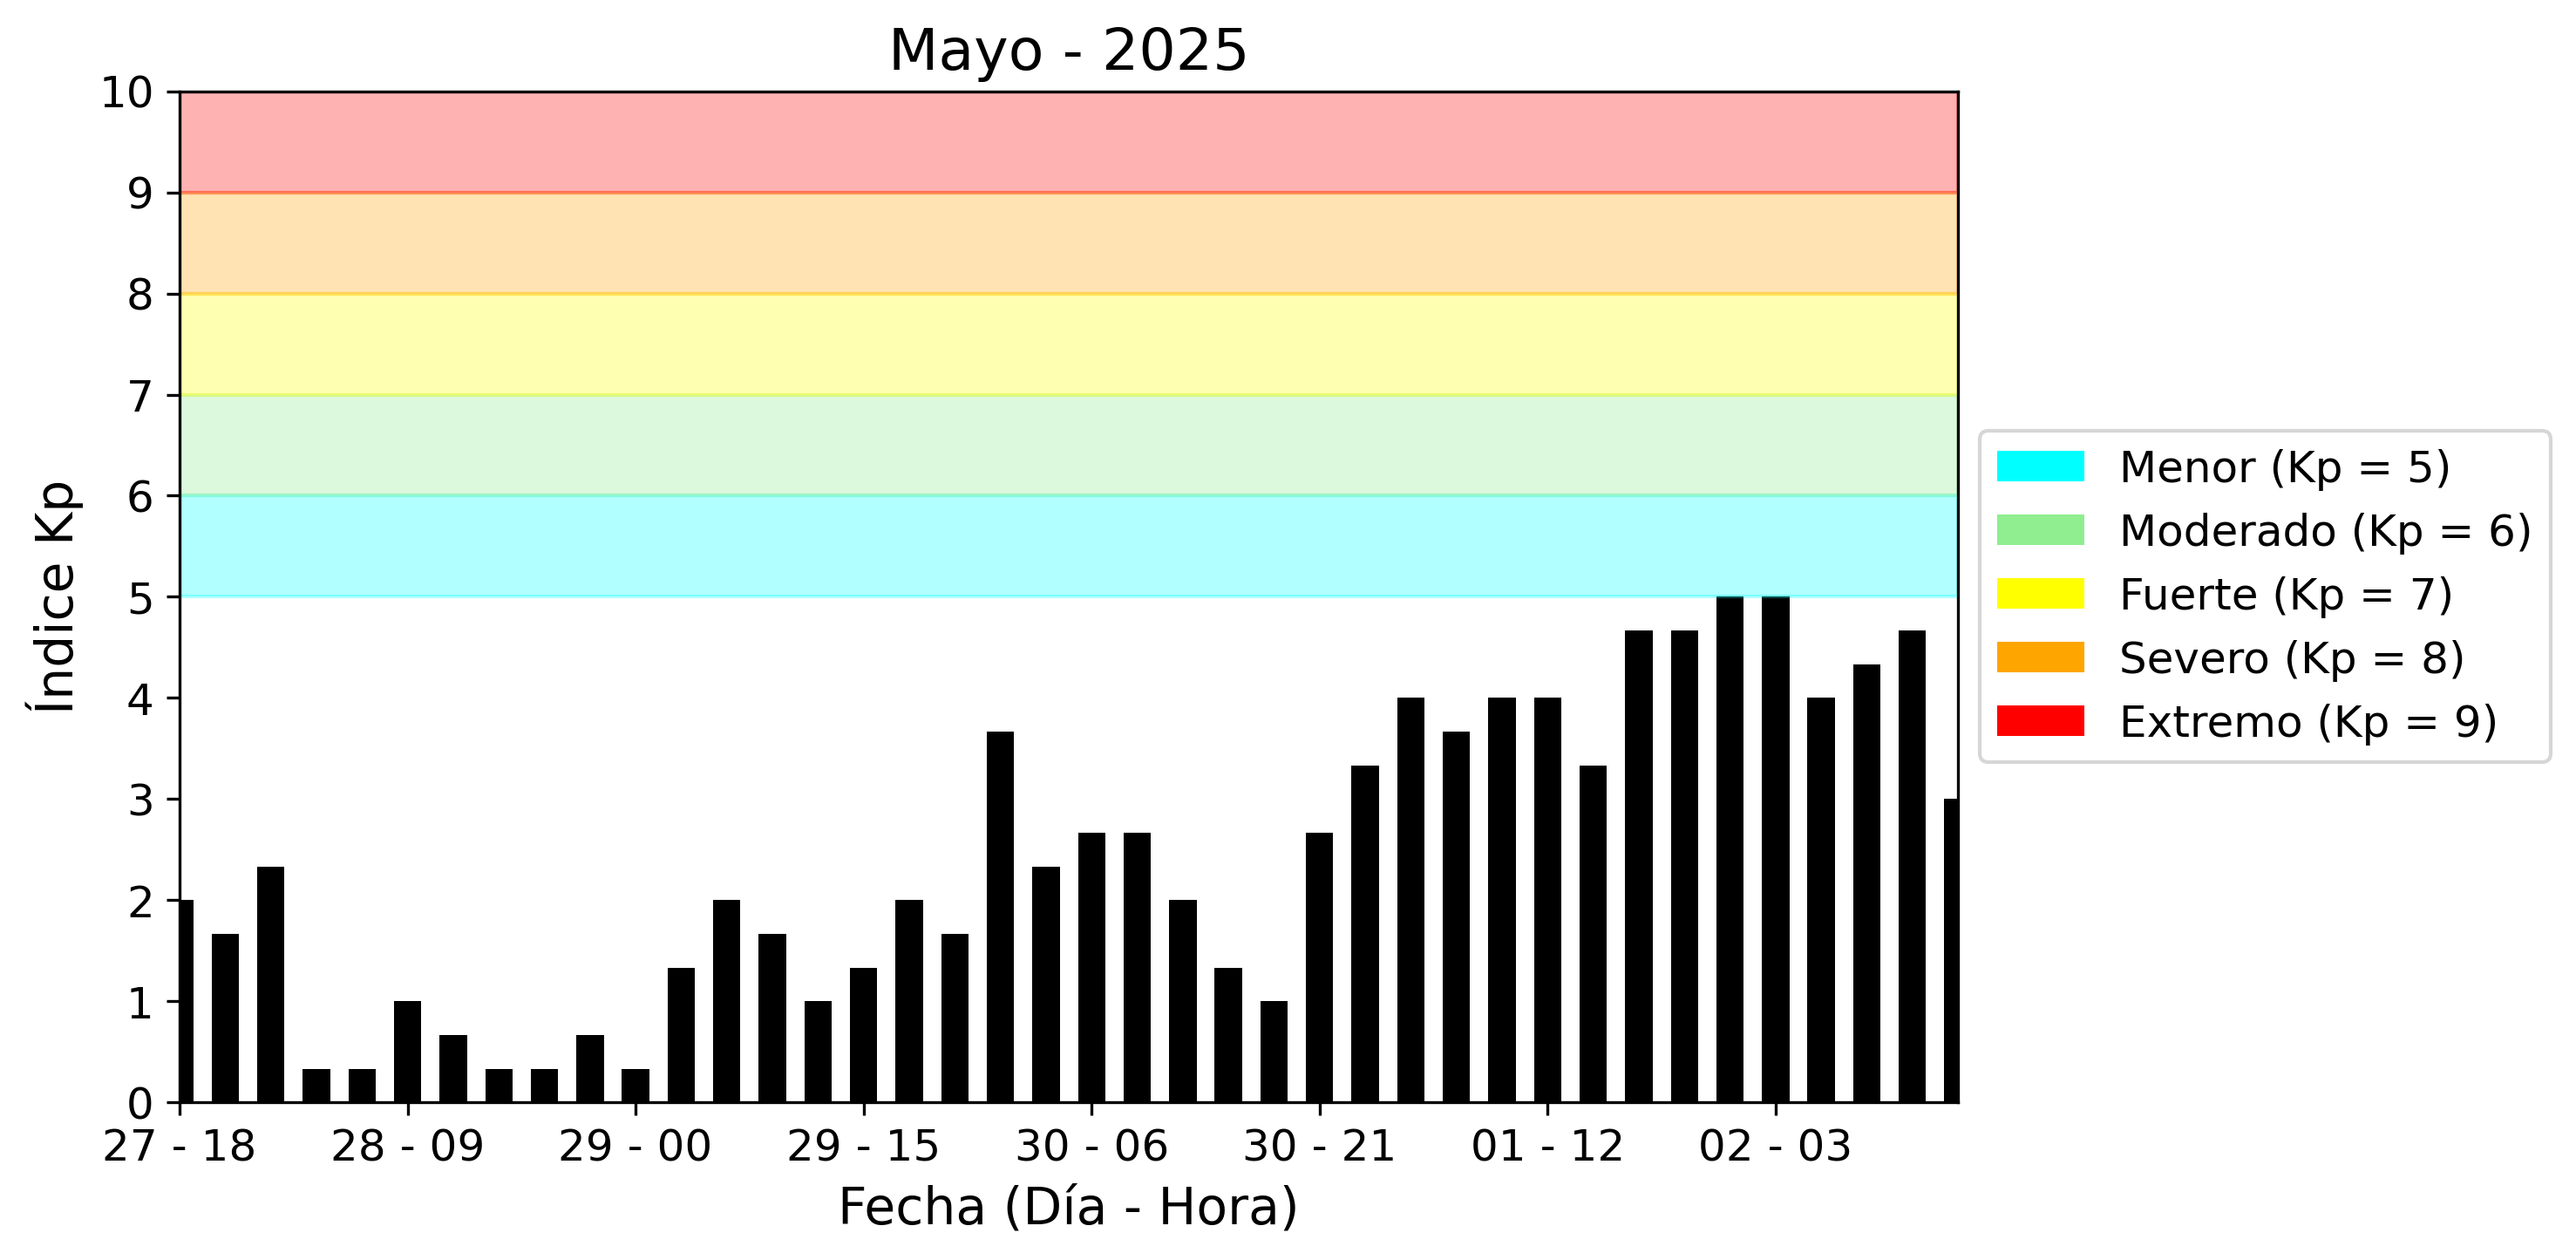 Mayo - 2025
10
9
8
7
6
5
4
3
2
1
0
Índice Kp
27 - 18
28 - 09
29 - 00
29 - 15
30 - 06
30 - 21
01 - 12
02 - 03
Fecha (Día - Hora)
Menor (Kp = 5)
Moderado (Kp = 6)
Fuerte (Kp = 7)
Severo (Kp = 8)
Extremo (Kp = 9)